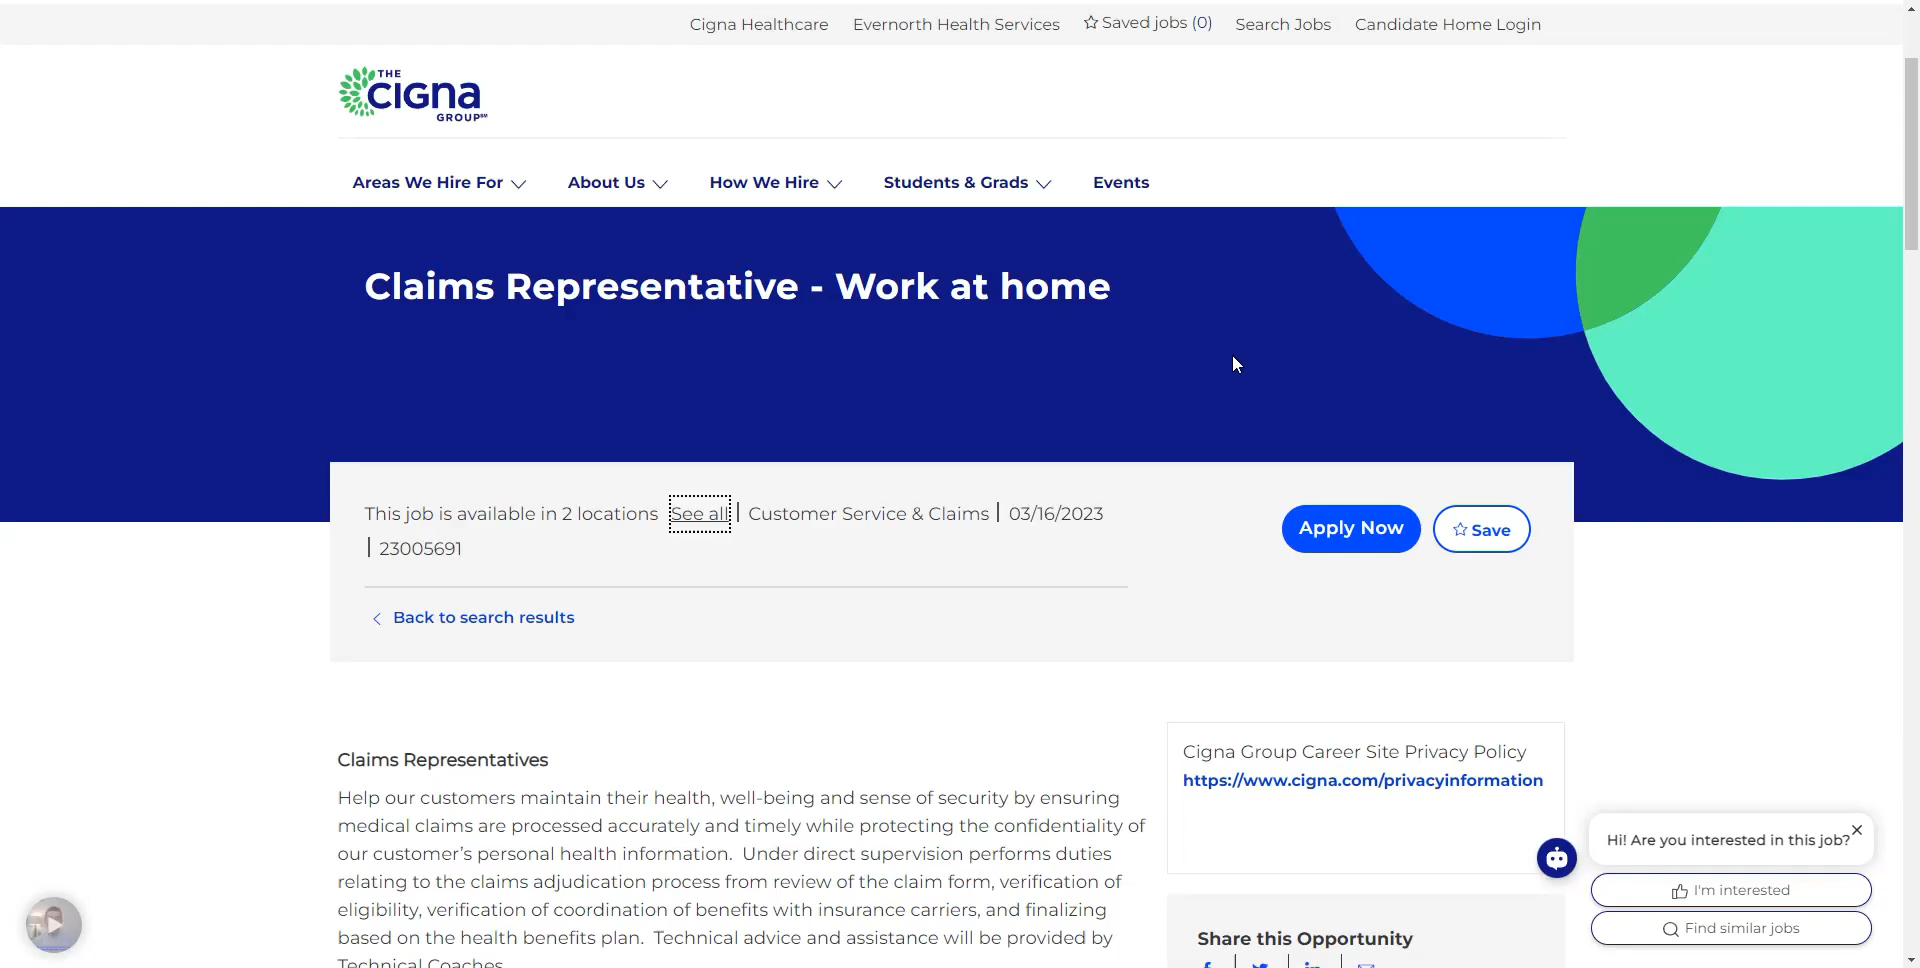 Cigna Healthcare Evernorth Health Services Saved jobs (0) Search Jobs Candidate Home Login
THE
cigna
GROUP℠
Areas We Hire For About Us How We Hire Students & Grads Events
Claims Representative - Work at home
This job is available in 2 locations See all | Customer Service & Claims | 03/16/2023
| 23005691
Apply Now Save
Back to search results
Claims Representatives
Help our customers maintain their health, well-being and sense of security by ensuring
medical claims are processed accurately and timely while protecting the confidentiality of
our customer’s personal health information. Under direct supervision performs duties
relating to the claims adjudication process from review of the claim form, verification of
eligibility, verification of coordination of benefits with insurance carriers, and finalizing
based on the health benefits plan. Technical advice and assistance will be provided by
Technical Coaches.
Cigna Group Career Site Privacy Policy
https://www.cigna.com/privacyinformation
Share this Opportunity
Hi! Are you interested in this job?
I'm interested
Find similar jobs